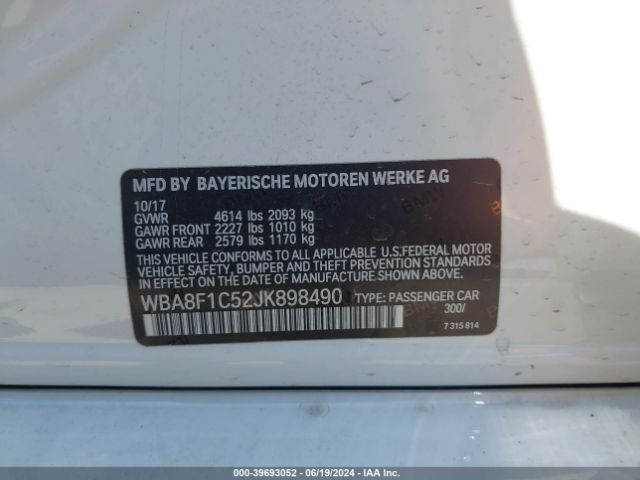 MFD BY BAYERISCHE MOTOREN WERKE AG
10/17
GVWR 4614 lbs 2093 kg
GAWR FRONT 2227 lbs 1010 kg
GAWR REAR 2579 lbs 1170 kg
THIS VEHICLE CONFORMS TO ALL APPLICABLE U.S.FEDERAL MOTOR
VEHICLE SAFETY, BUMPER AND THEFT PREVENTION STANDARDS
IN EFFECT ON THE DATE OF MANUFACTURE SHOWN ABOVE.
WBA8F1C52JK898490 TYPE: PASSENGER CAR
300/
7 315 814
000-39693052 - 06/19/2024 - IAAI.com